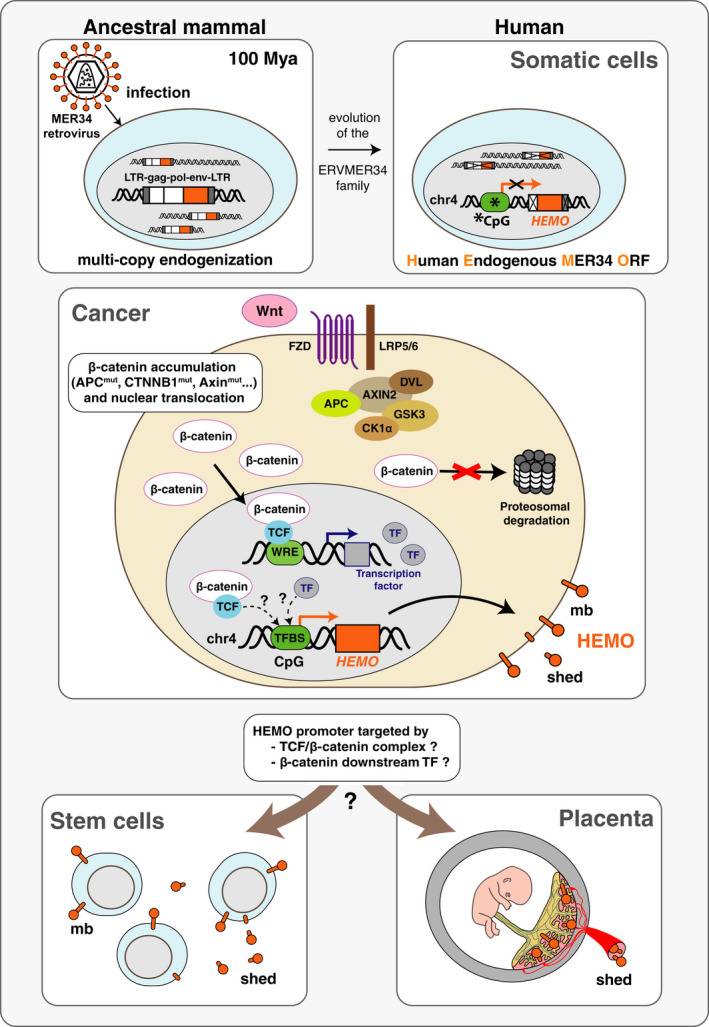 Ancestral mammal
100 Mya
MER34
retrovirus
infection
LTR-gag-pol-env-LTR
multi-copy endogenization
evolution
of the
ERVMER34
family
Human
Somatic cells
chr4
*
*CpG
HEMO
Human Endogenous MER34 ORF
Cancer
Wnt
FZD
LRP5/6
β-catenin accumulation
(APCmut, CTNNB1mut, Axinmut...)
and nuclear translocation
DVL
AXIN2
APC
GSK3
CK1α
β-catenin
β-catenin
β-catenin
β-catenin
Proteosomal
degradation
β-catenin
TCF
WRE
TF
TF
Transcription
factor
β-catenin
TCF
?
?
TF
chr4
TFBS
CpG
HEMO
mb
HEMO
shed
HEMO promoter targeted by
- TCF/β-catenin complex ?
- β-catenin downstream TF ?
?
Stem cells
mb
shed
Placenta
shed